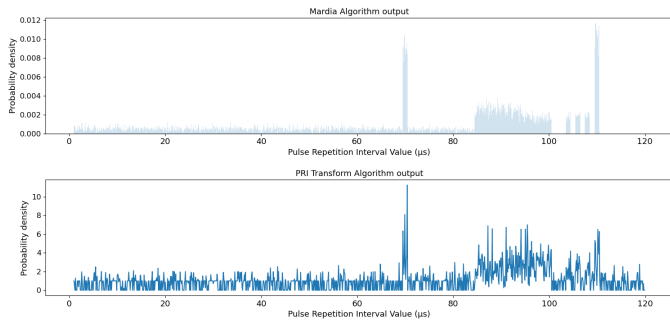 Mardia Algorithm output
Probability density
0.012
0.010
0.008
0.006
0.004
0.002
0.000
0 20 40 60 80 100 120
Pulse Repetition Interval Value (μs)
PRI Transform Algorithm output
Probability density
10
8
6
4
2
0
0 20 40 60 80 100 120
Pulse Repetition Interval Value (μs)